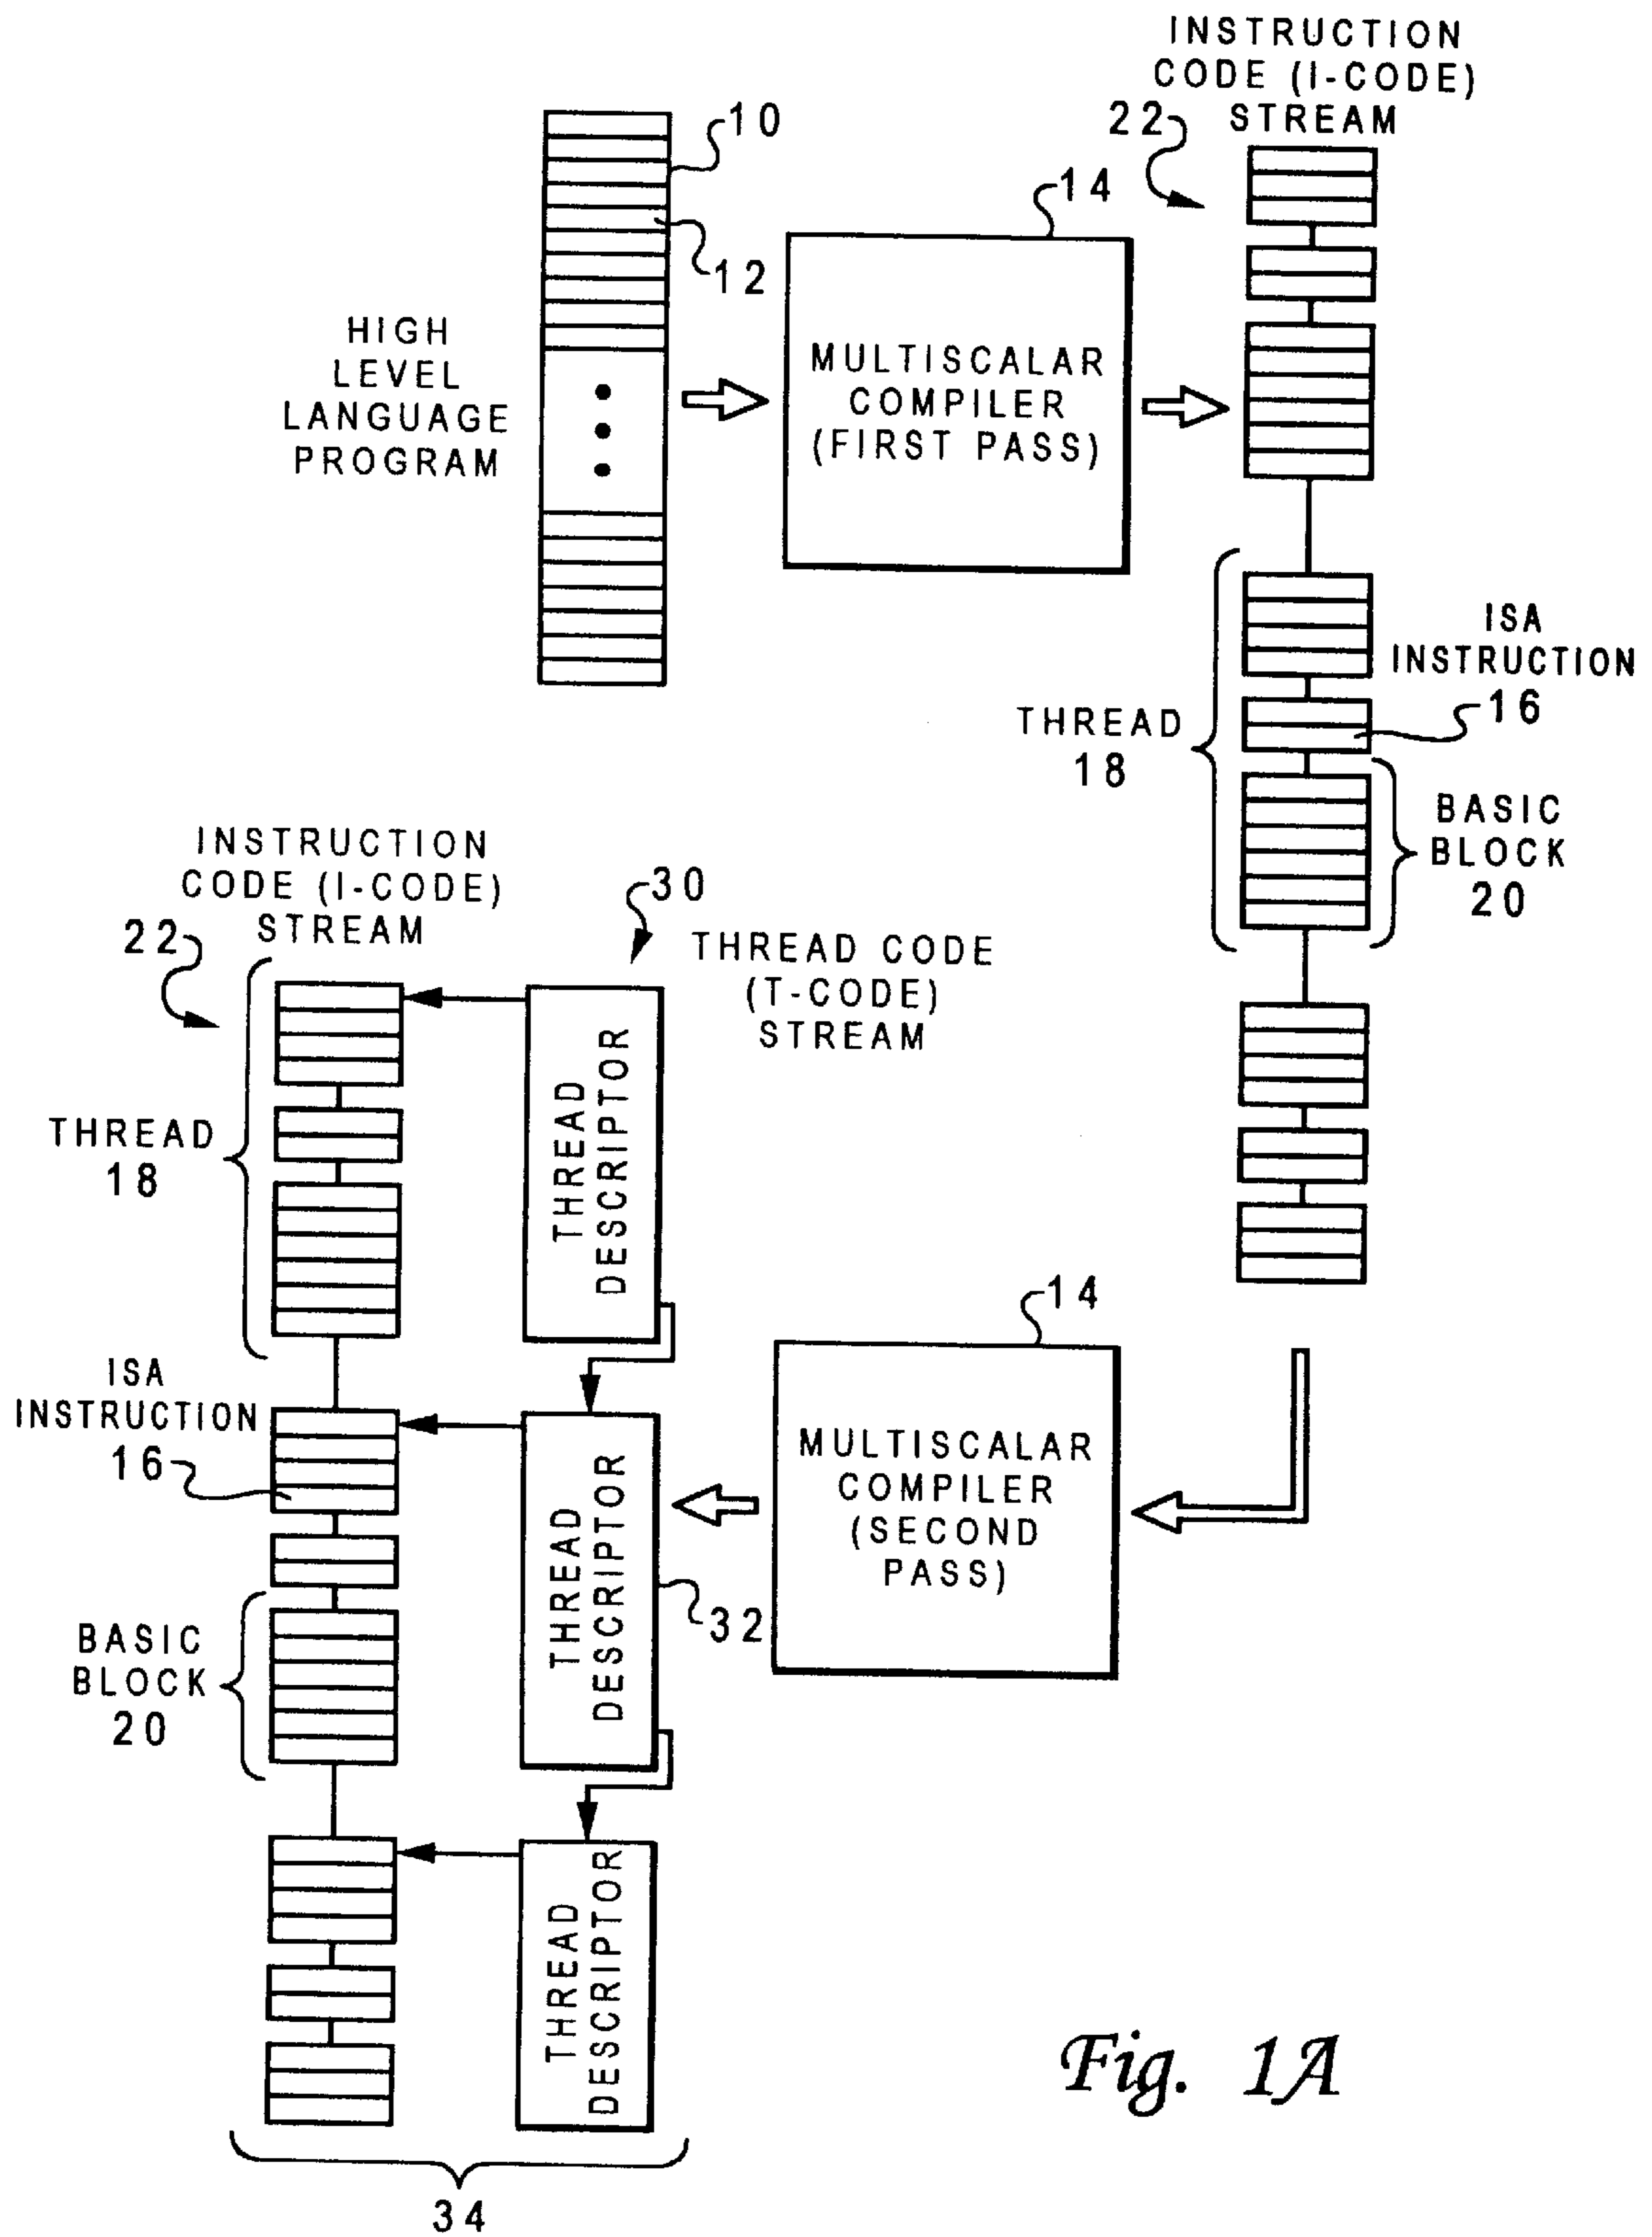 INSTRUCTION
CODE (I-CODE)
STREAM
22
10
12
14
HIGH
LEVEL
LANGUAGE
PROGRAM
MULTISCALAR
COMPILER
(FIRST PASS)
THREAD
18
ISA
INSTRUCTION
16
BASIC
BLOCK
20
INSTRUCTION
CODE (I-CODE)
STREAM
22
30
THREAD CODE
(T-CODE)
STREAM
THREAD
18
THREAD
DESCRIPTOR
ISA
INSTRUCTION
16
THREAD
DESCRIPTOR
32
14
MULTISCALAR
COMPILER
(SECOND
PASS)
BASIC
BLOCK
20
THREAD
DESCRIPTOR
34
Fig. 1A